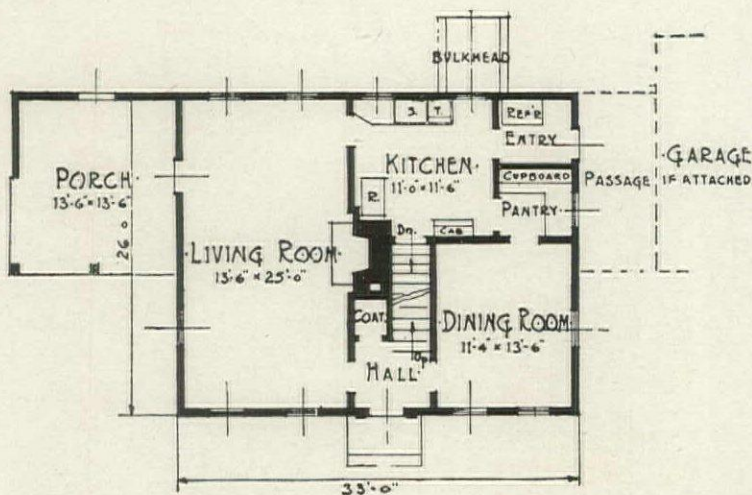 BULKHEAD
S. T.
REF'R
ENTRY
GARAGE
IF ATTACHED
KITCHEN
11'-0" × 11'-6"
CUPBOARD
PASSAGE
PORCH
13'-6" × 13'-6"
R.
PANTRY
26'0
Dn.
CAB
LIVING ROOM
13'-6" × 25'-0"
COAT
DINING ROOM
11'-4" × 13'-6"
Up
HALL
33'-0"